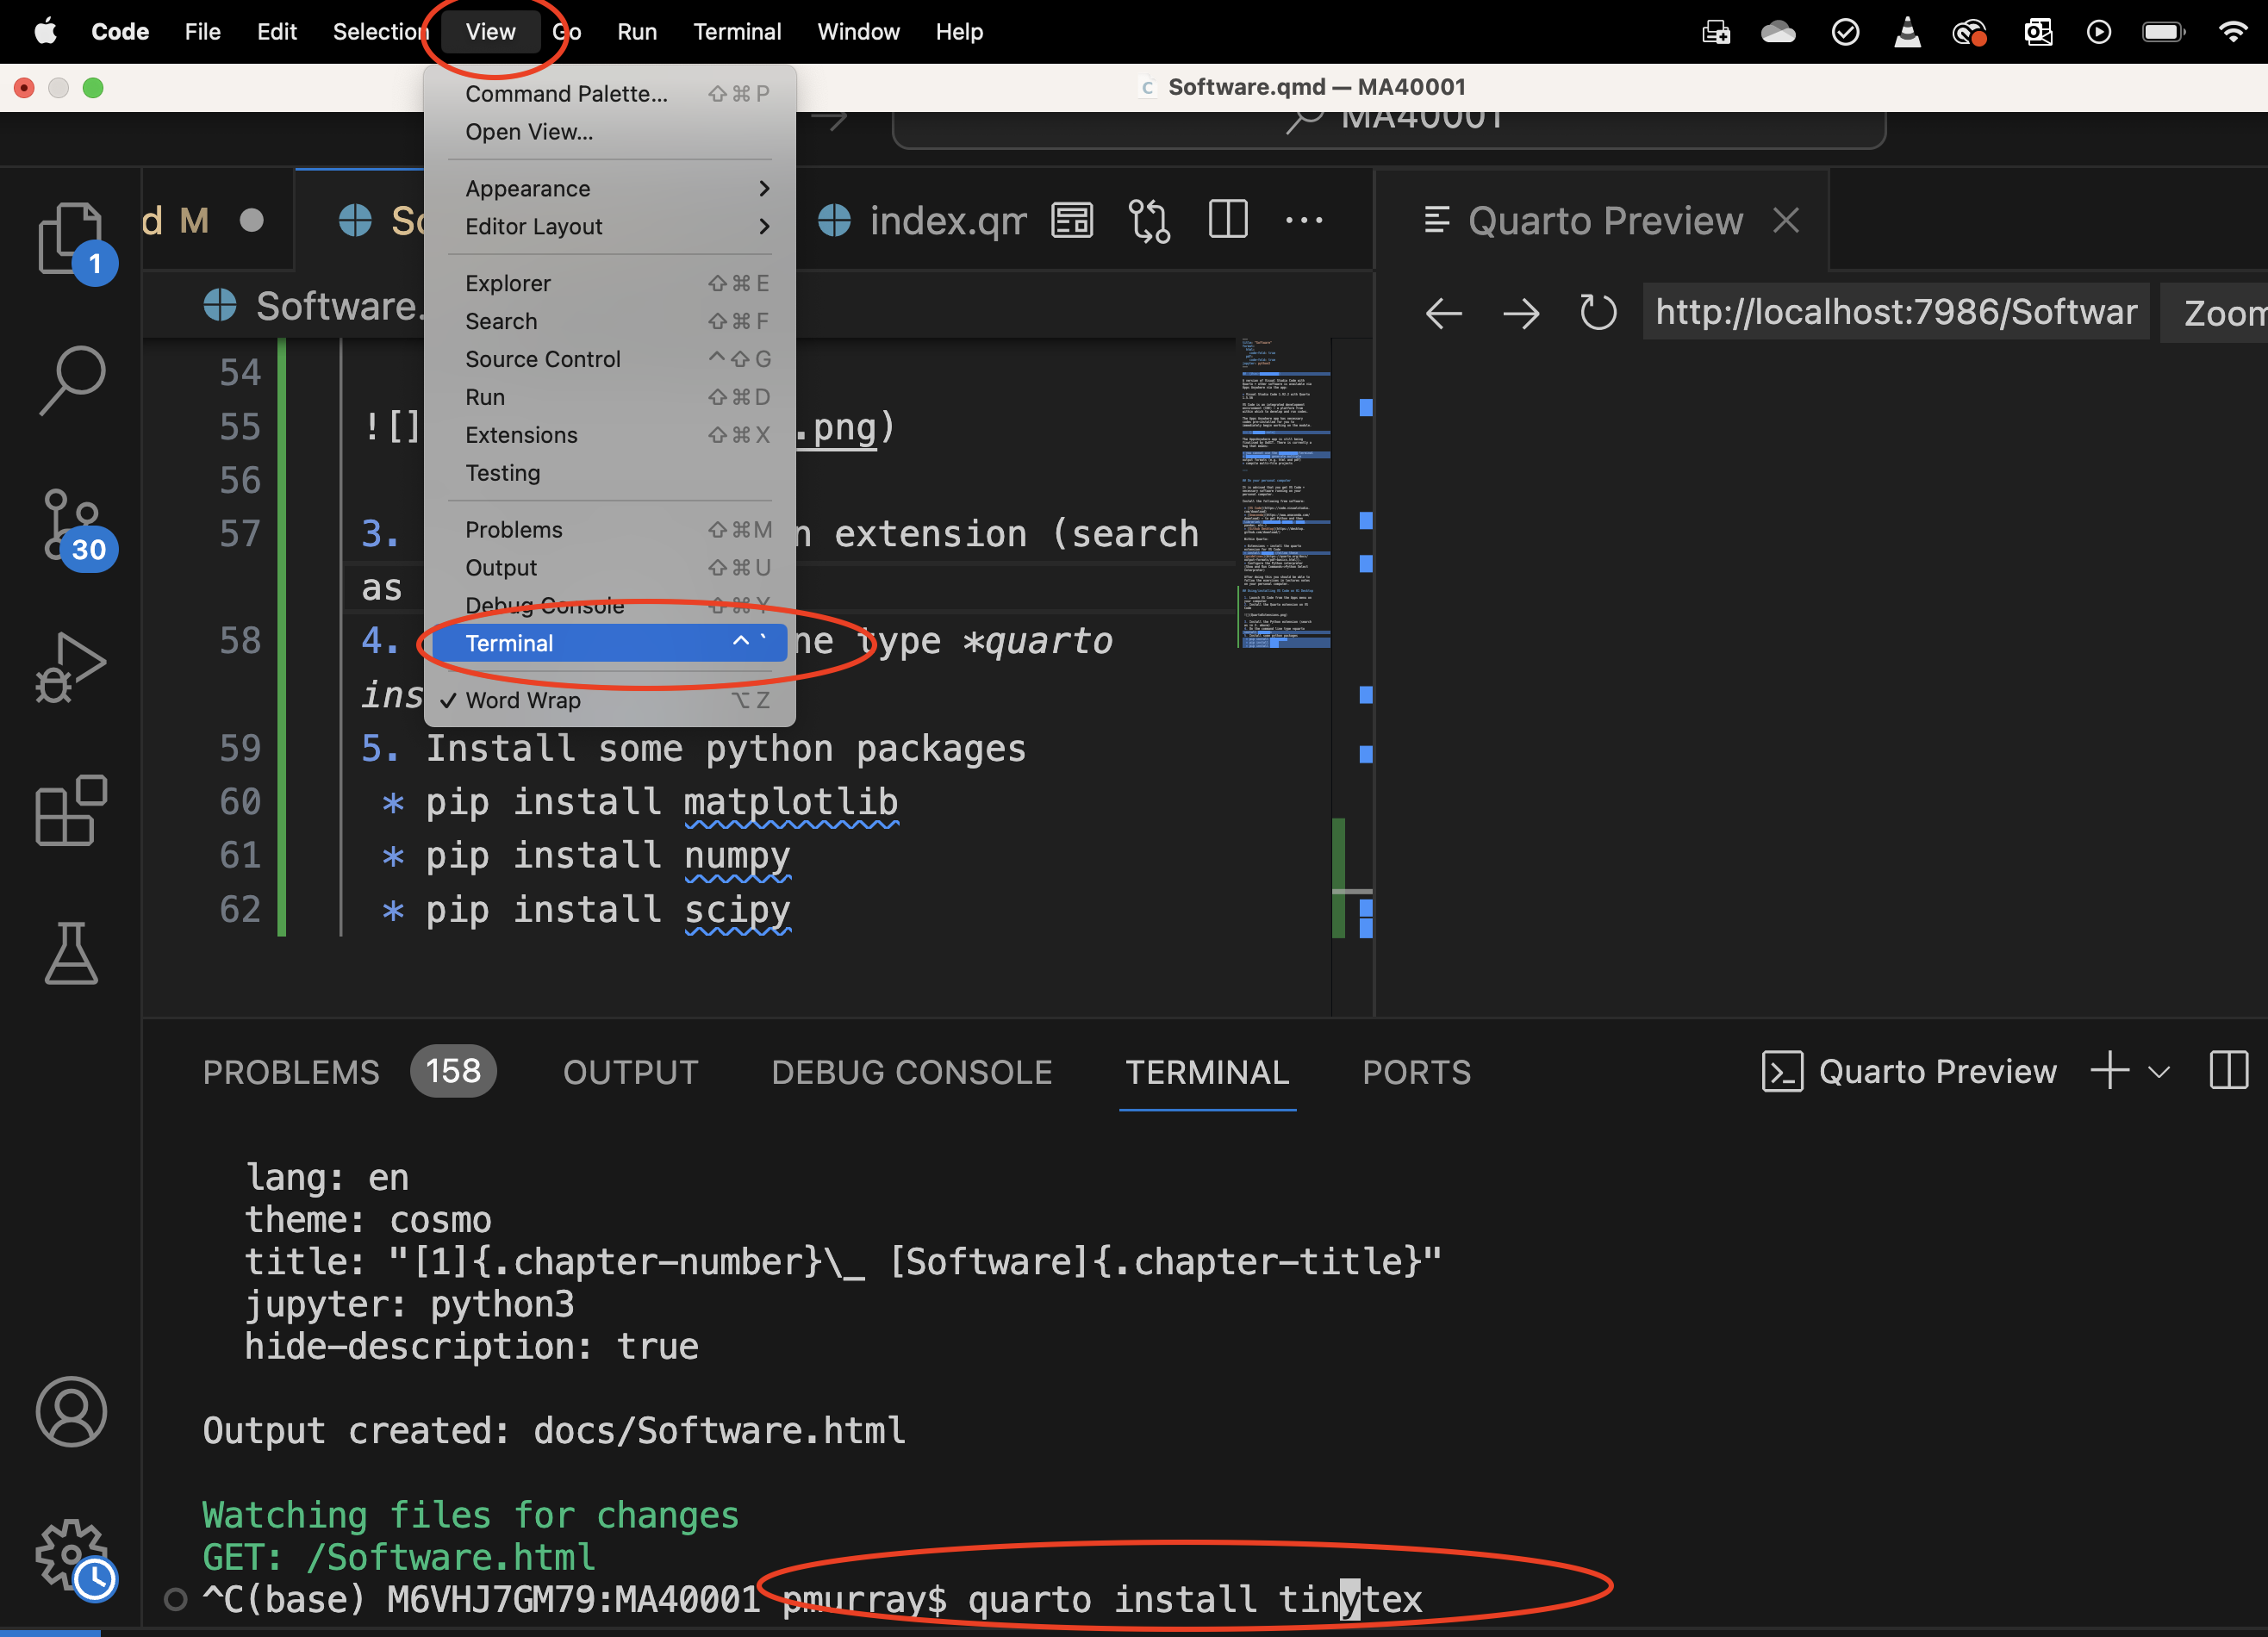 Code File Edit Selection View Go Run Terminal Window Help
Software.qmd — MA40001
Command Palette... ⇧⌘P
Open View...
Appearance
Editor Layout
Explorer ⇧⌘E
Search ⇧⌘F
Source Control ^⇧G
Run ⇧⌘D
Extensions ⇧⌘X
Testing
Problems ⇧⌘M
Output ⇧⌘U
Debug Console ⇧⌘Y
Terminal ^`
✓ Word Wrap ⌥Z
MA40001
d M
So
index.qm
Quarto Preview
1
Software.
http://localhost:7986/Softwar
Zoom
54
55 ![] .png)
56
57 3. n extension (search
as
58 4. ne type *quarto
ins
59 5. Install some python packages
60 * pip install matplotlib
61 * pip install numpy
62 * pip install scipy
30
PROBLEMS 158 OUTPUT DEBUG CONSOLE TERMINAL PORTS
Quarto Preview
lang: en
theme: cosmo
title: "[1]{.chapter-number}\_ [Software]{.chapter-title}"
jupyter: python3
hide-description: true
Output created: docs/Software.html
Watching files for changes
GET: /Software.html
^C(base) M6VHJ7GM79:MA40001 pmurray$ quarto install tinytex